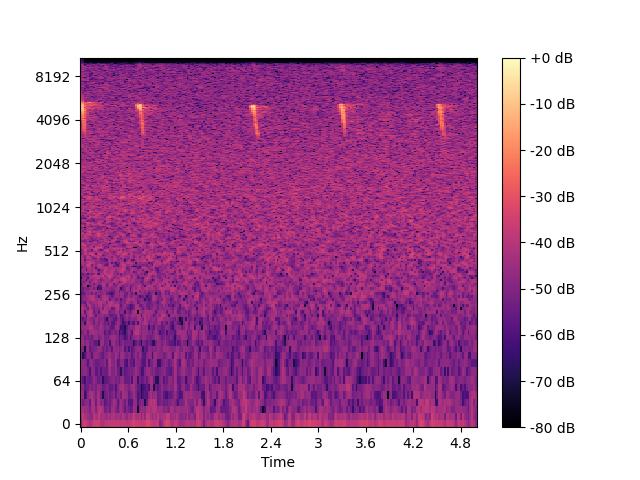 8192
4096
2048
1024
512
256
128
64
0
Hz
0 0.6 1.2 1.8 2.4 3 3.6 4.2 4.8
Time
+0 dB
-10 dB
-20 dB
-30 dB
-40 dB
-50 dB
-60 dB
-70 dB
-80 dB